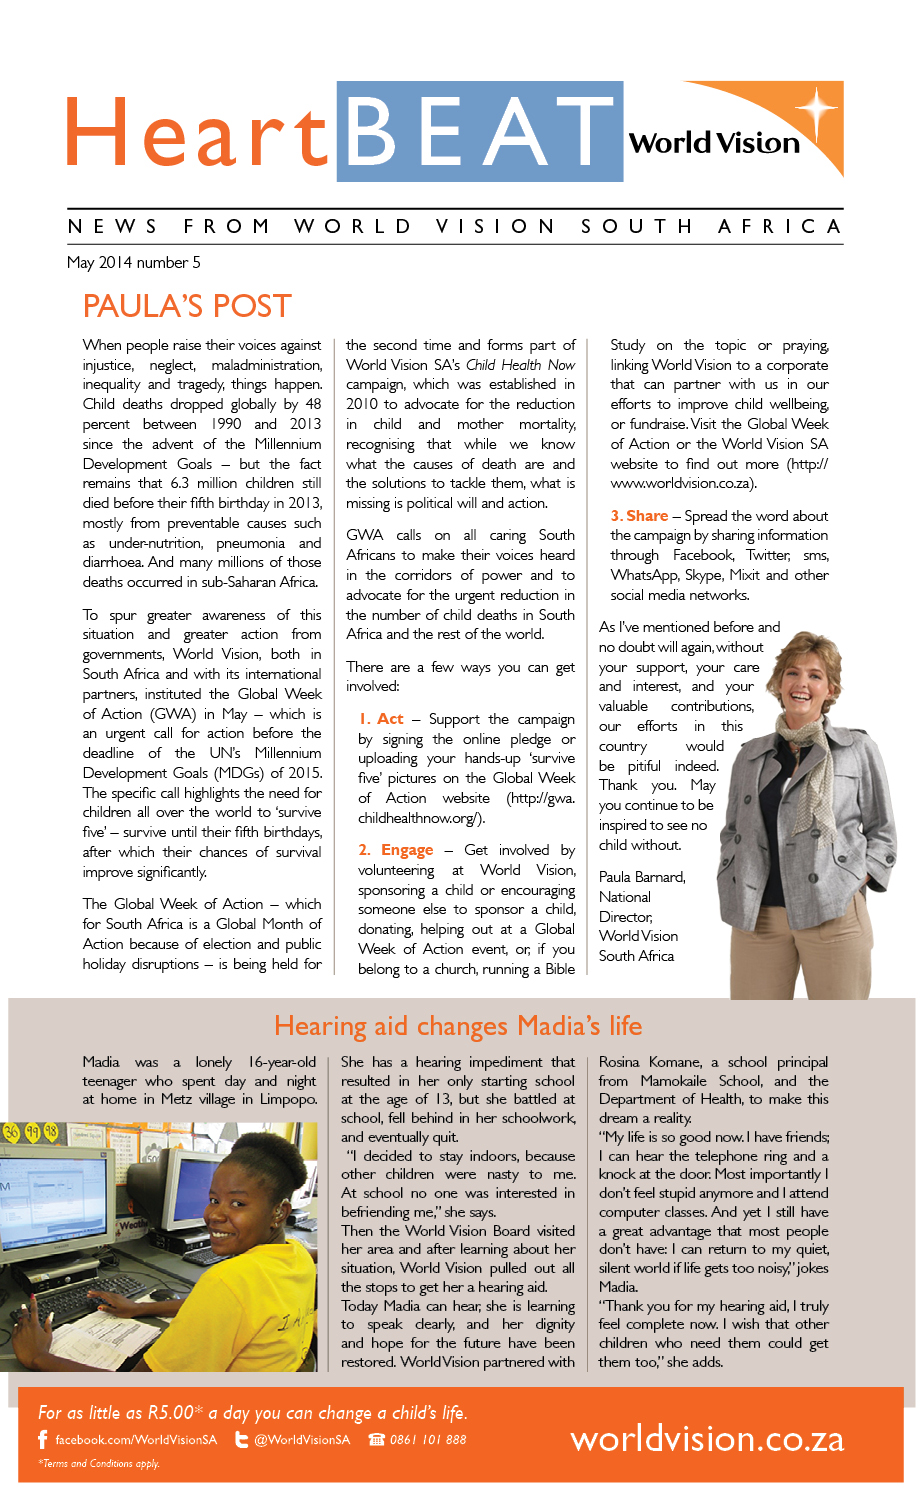 HeartBEAT
World Vision
NEWS FROM WORLD VISION SOUTH AFRICA
May 2014 number 5
PAULA'S POST
When people raise their voices against
injustice, neglect, maladministration,
inequality and tragedy, things happen.
Child deaths dropped globally by 48
percent between 1990 and 2013
since the advent of the Millennium
Development Goals – but the fact
remains that 6.3 million children still
died before their fifth birthday in 2013,
mostly from preventable causes such
as under-nutrition, pneumonia and
diarrhoea. And many millions of those
deaths occurred in sub-Saharan Africa.
To spur greater awareness of this
situation and greater action from
governments, World Vision, both in
South Africa and with its international
partners, instituted the Global Week
of Action (GWA) in May – which is
an urgent call for action before the
deadline of the UN's Millennium
Development Goals (MDGs) of 2015.
The specific call highlights the need for
children all over the world to 'survive
five' – survive until their fifth birthdays,
after which their chances of survival
improve significantly.
The Global Week of Action – which
for South Africa is a Global Month of
Action because of election and public
holiday disruptions – is being held for
the second time and forms part of
World Vision SA's Child Health Now
campaign, which was established in
2010 to advocate for the reduction
in child and mother mortality,
recognising that while we know
what the causes of death are and
the solutions to tackle them, what is
missing is political will and action.
GWA calls on all caring South
Africans to make their voices heard
in the corridors of power and to
advocate for the urgent reduction in
the number of child deaths in South
Africa and the rest of the world.
There are a few ways you can get
involved:
1. Act – Support the campaign
by signing the online pledge or
uploading your hands-up 'survive
five' pictures on the Global Week
of Action website (http://gwa.
childhealthnow.org/).
2. Engage – Get involved by
volunteering at World Vision,
sponsoring a child or encouraging
someone else to sponsor a child,
donating, helping out at a Global
Week of Action event, or, if you
belong to a church, running a Bible
Study on the topic or praying,
linking World Vision to a corporate
that can partner with us in our
efforts to improve child wellbeing,
or fundraise. Visit the Global Week
of Action or the World Vision SA
website to find out more (http://
www.worldvision.co.za).
3. Share – Spread the word about
the campaign by sharing information
through Facebook, Twitter, sms,
WhatsApp, Skype, Mixit and other
social media networks.
As I've mentioned before and
no doubt will again, without
your support, your care
and interest, and your
valuable contributions,
our efforts in this
country would
be pitiful indeed.
Thank you. May
you continue to be
inspired to see no
child without.
Paula Barnard,
National
Director,
World Vision
South Africa
Hearing aid changes Madia's life
Madia was a lonely 16-year-old
teenager who spent day and night
at home in Metz village in Limpopo.
36 99 98
She has a hearing impediment that
resulted in her only starting school
at the age of 13, but she battled at
school, fell behind in her schoolwork,
and eventually quit.
"I decided to stay indoors, because
other children were nasty to me.
At school no one was interested in
befriending me," she says.
Then the World Vision Board visited
her area and after learning about her
situation, World Vision pulled out all
the stops to get her a hearing aid.
Today Madia can hear, she is learning
to speak clearly, and her dignity
and hope for the future have been
restored. World Vision partnered with
Rosina Komane, a school principal
from Mamokaile School, and the
Department of Health, to make this
dream a reality.
"My life is so good now. I have friends;
I can hear the telephone ring and a
knock at the door. Most importantly I
don't feel stupid anymore and I attend
computer classes. And yet I still have
a great advantage that most people
don't have: I can return to my quiet,
silent world if life gets too noisy," jokes
Madia.
"Thank you for my hearing aid, I truly
feel complete now. I wish that other
children who need them could get
them too," she adds.
For as little as R5.00* a day you can change a child's life.
facebook.com/WorldVisionSA @WorldVisionSA 0861 101 888
*Terms and Conditions apply.
worldvision.co.za